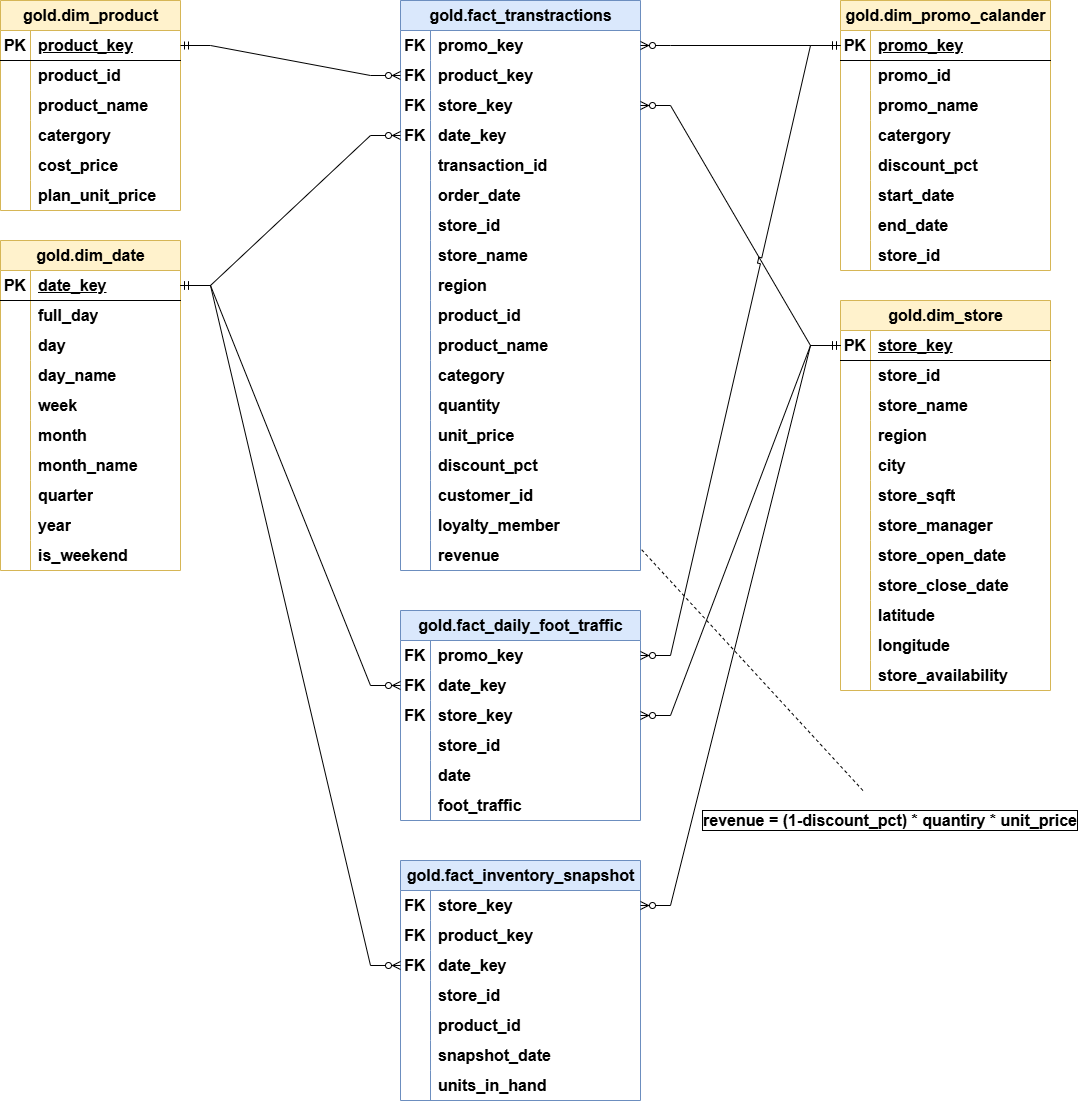 gold.dim_product
PK product_key
product_id
product_name
catergory
cost_price
plan_unit_price
gold.dim_date
PK date_key
full_day
day
day_name
week
month
month_name
quarter
year
is_weekend
gold.fact_transtractions
FK promo_key
FK product_key
FK store_key
FK date_key
transaction_id
order_date
store_id
store_name
region
product_id
product_name
category
quantity
unit_price
discount_pct
customer_id
loyalty_member
revenue
gold.fact_daily_foot_traffic
FK promo_key
FK date_key
FK store_key
store_id
date
foot_traffic
gold.fact_inventory_snapshot
FK store_key
FK product_key
FK date_key
store_id
product_id
snapshot_date
units_in_hand
gold.dim_promo_calander
PK promo_key
promo_id
promo_name
catergory
discount_pct
start_date
end_date
store_id
gold.dim_store
PK store_key
store_id
store_name
region
city
store_sqft
store_manager
store_open_date
store_close_date
latitude
longitude
store_availability
revenue = (1-discount_pct) * quantiry * unit_price